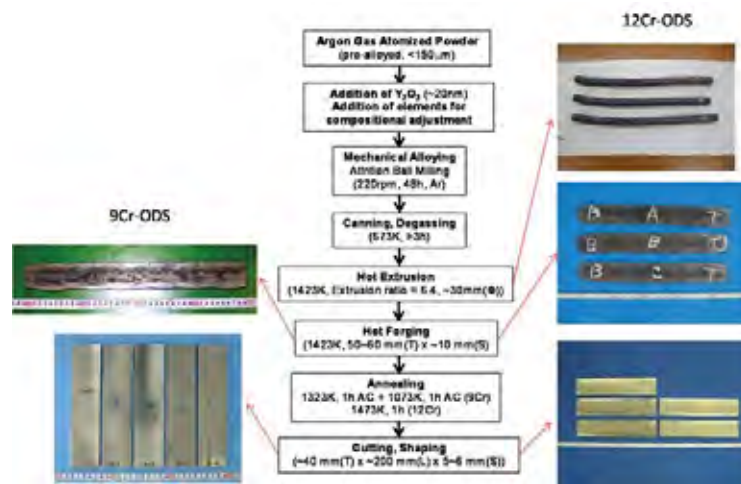 12Cr-ODS
Argon Gas Atomized Powder
(pre-alloyed, <150μm)
Addition of Y₂O₃ (~20nm)
Addition of elements for
compositional adjustment
Mechanical Alloying
Attrition Ball Milling
(220rpm, 48h, Ar)
9Cr-ODS
Canning, Degassing
(673K, >3h)
Hot Extrusion
(1423K, Extrusion ratio = 6.4, ~30mm(Φ))
Hot Forging
(1423K, 50~60 mm(T) x ~10 mm(S)
Annealing
1323K, 1h AC + 1073K, 1h AC (9Cr)
1473K, 1h (12Cr)
Cutting, Shaping
(~40 mm(T) x ~200 mm(L) x 5~6 mm(S))
B A T
B B T
B C T